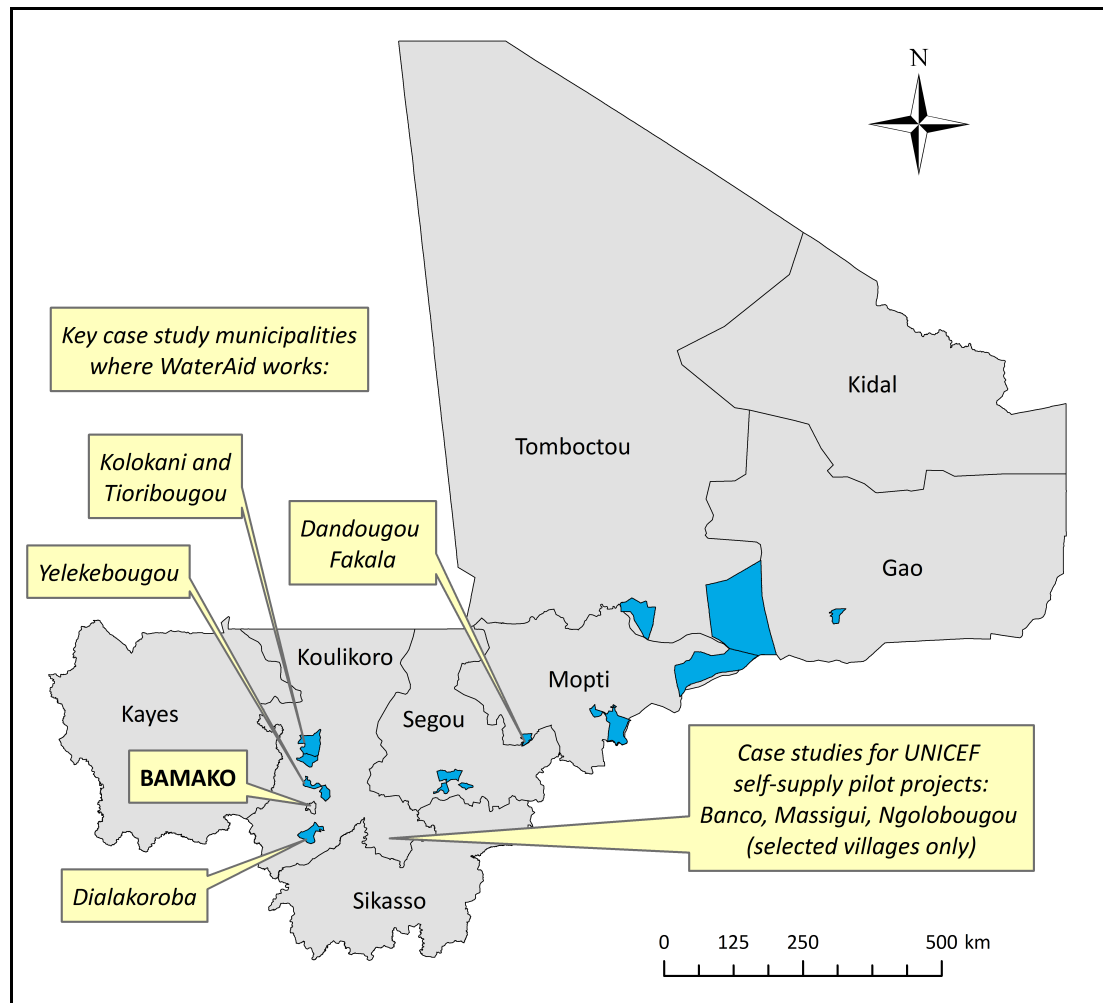 N
Key case study municipalities
where WaterAid works:
Kidal
Tomboctou
Kolokani and
Tioribougou
Dandougou
Fakala
Yelekebougou
Gao
Koulikoro
Mopti
Kayes
Segou
BAMAKO
Case studies for UNICEF
self-supply pilot projects:
Banco, Massigui, Ngolobougou
(selected villages only)
Dialakoroba
Sikasso
0 125 250 500 km